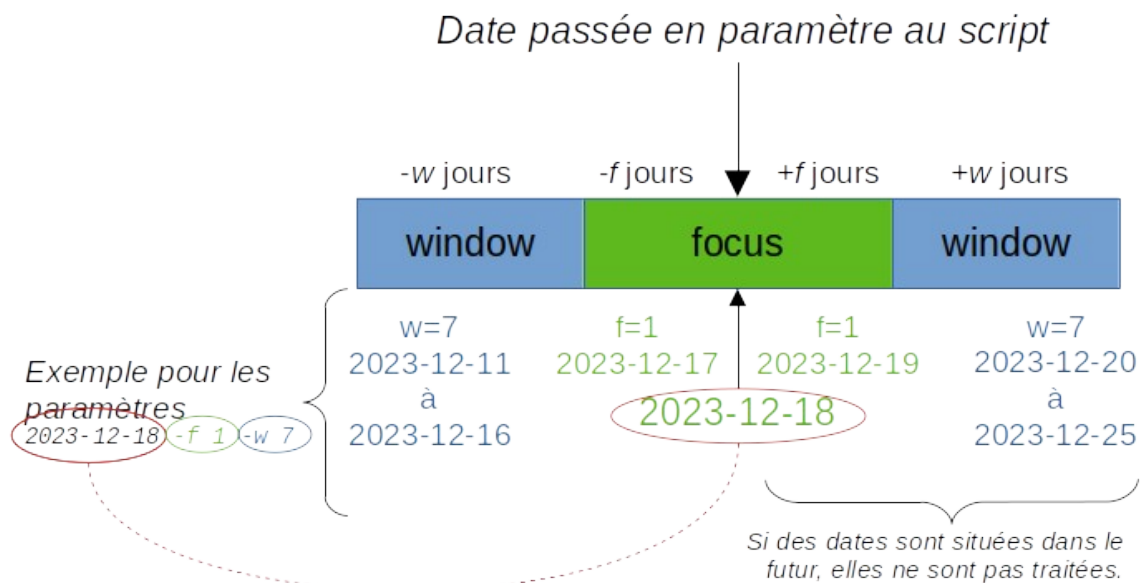 Date passée en paramètre au script
-w jours -f jours +f jours +w jours
window focus window
w=7 f=1 f=1 w=7
2023-12-11 2023-12-17 2023-12-19 2023-12-20
à à
2023-12-16 2023-12-18 2023-12-25
Exemple pour les
paramètres
2023-12-18 -f 1 -w 7
Si des dates sont situées dans le
futur, elles ne sont pas traitées.